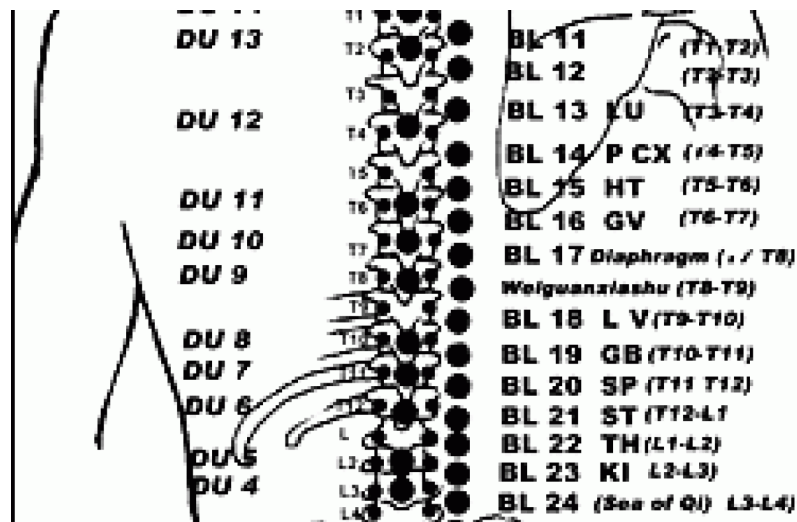 DU 13
DU 12
DU 11
DU 10
DU 9
DU 8
DU 7
DU 6
DU 5
DU 4
T1
T2
T3
T4
T5
T6
T7
T8
T9
T10
T11
T12
L
L2
L3
L4
BL 11 (T1-T2)
BL 12 (T2-T3)
BL 13 LU (T3-T4)
BL 14 P CX (T4-T5)
BL 15 HT (T5-T6)
BL 16 GV (T6-T7)
BL 17 Diaphragm T8)
Weiguanxiashu (T8-T9)
BL 18 L V (T9-T10)
BL 19 GB (T10-T11)
BL 20 SP (T11 T12)
BL 21 ST (T12-L1
BL 22 TH (L1-L2)
BL 23 KI L2-L3)
BL 24 (Sea of Qi) L3-L4)